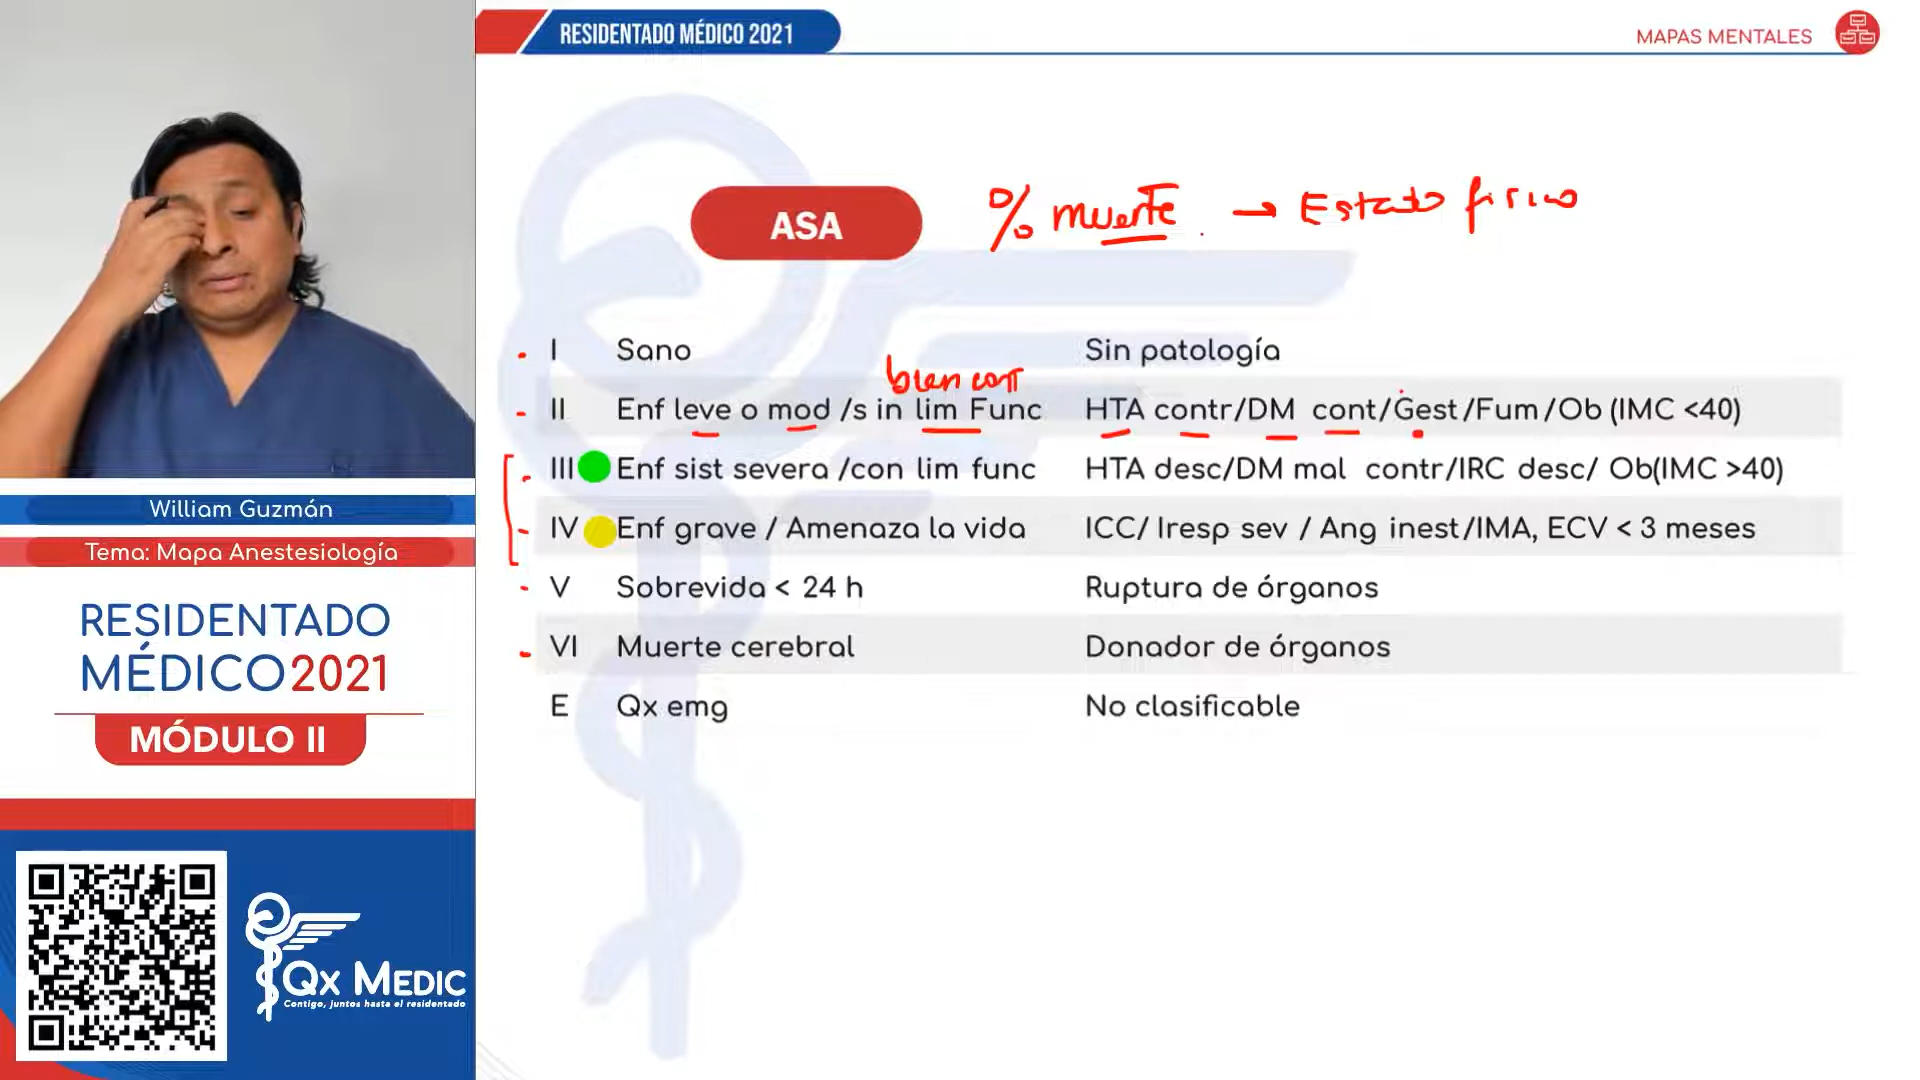 RESIDENTADO MÉDICO 2021
MAPAS MENTALES
ASA
% muerte → Estado físico
I Sano Sin patología
bien cont
II Enf leve o mod /s in lim Func HTA contr/DM cont/Gest/Fum/Ob (IMC <40)
III Enf sist severa /con lim func HTA desc/DM mal contr/IRC desc/ Ob(IMC >40)
IV Enf grave / Amenaza la vida ICC/ Iresp sev / Ang inest/IMA, ECV < 3 meses
V Sobrevida < 24 h Ruptura de órganos
VI Muerte cerebral Donador de órganos
E Qx emg No clasificable
William Guzmán
Tema: Mapa Anestesiología
RESIDENTADO
MÉDICO 2021
MÓDULO II
QX MEDIC
Contigo, juntos hasta el residentado